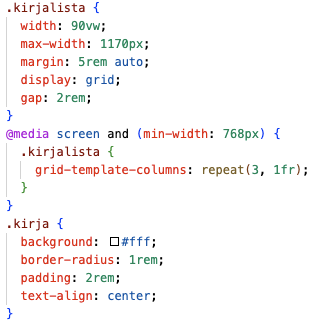 .kirjalista {
  width: 90vw;
  max-width: 1170px;
  margin: 5rem auto;
  display: grid;
  gap: 2rem;
}
@media screen and (min-width: 768px) {
  .kirjalista {
    grid-template-columns: repeat(3, 1fr);
  }
}
.kirja {
  background: #fff;
  border-radius: 1rem;
  padding: 2rem;
  text-align: center;
}